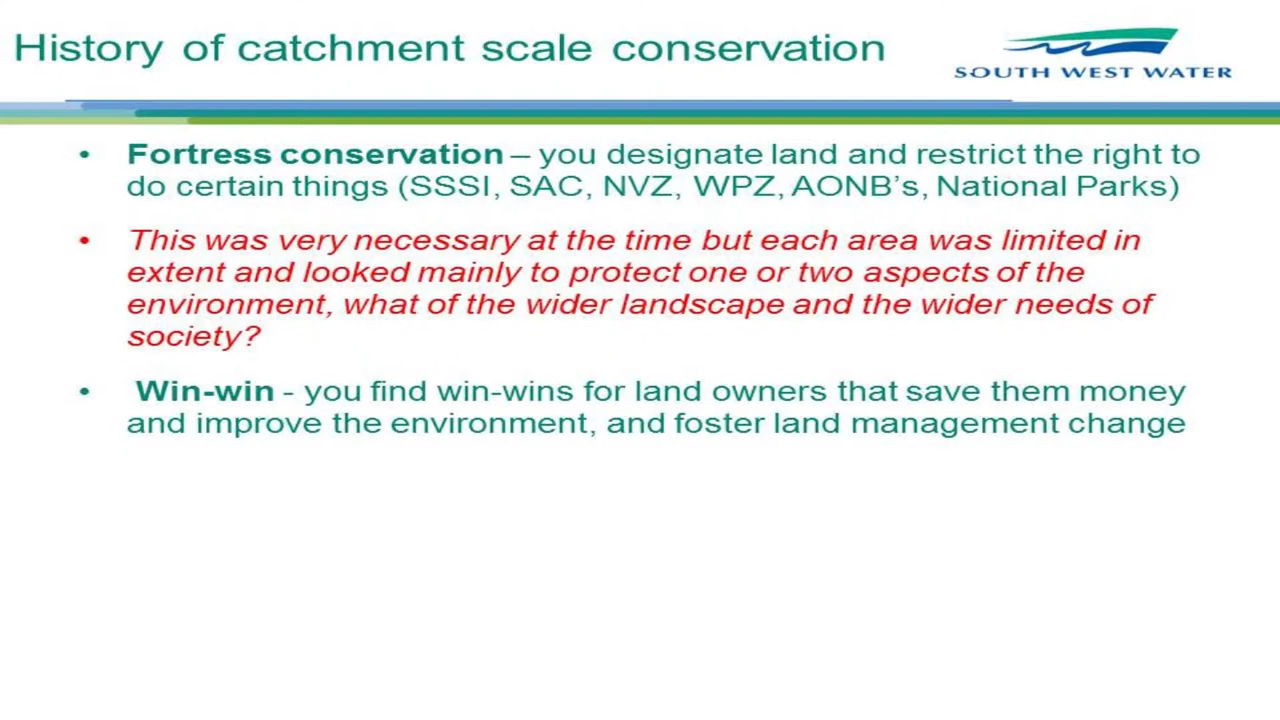 History of catchment scale conservation
SOUTH WEST WATER
• Fortress conservation – you designate land and restrict the right to
do certain things (SSSI, SAC, NVZ, WPZ, AONB’s, National Parks)
• This was very necessary at the time but each area was limited in
extent and looked mainly to protect one or two aspects of the
environment, what of the wider landscape and the wider needs of
society?
• Win-win - you find win-wins for land owners that save them money
and improve the environment, and foster land management change